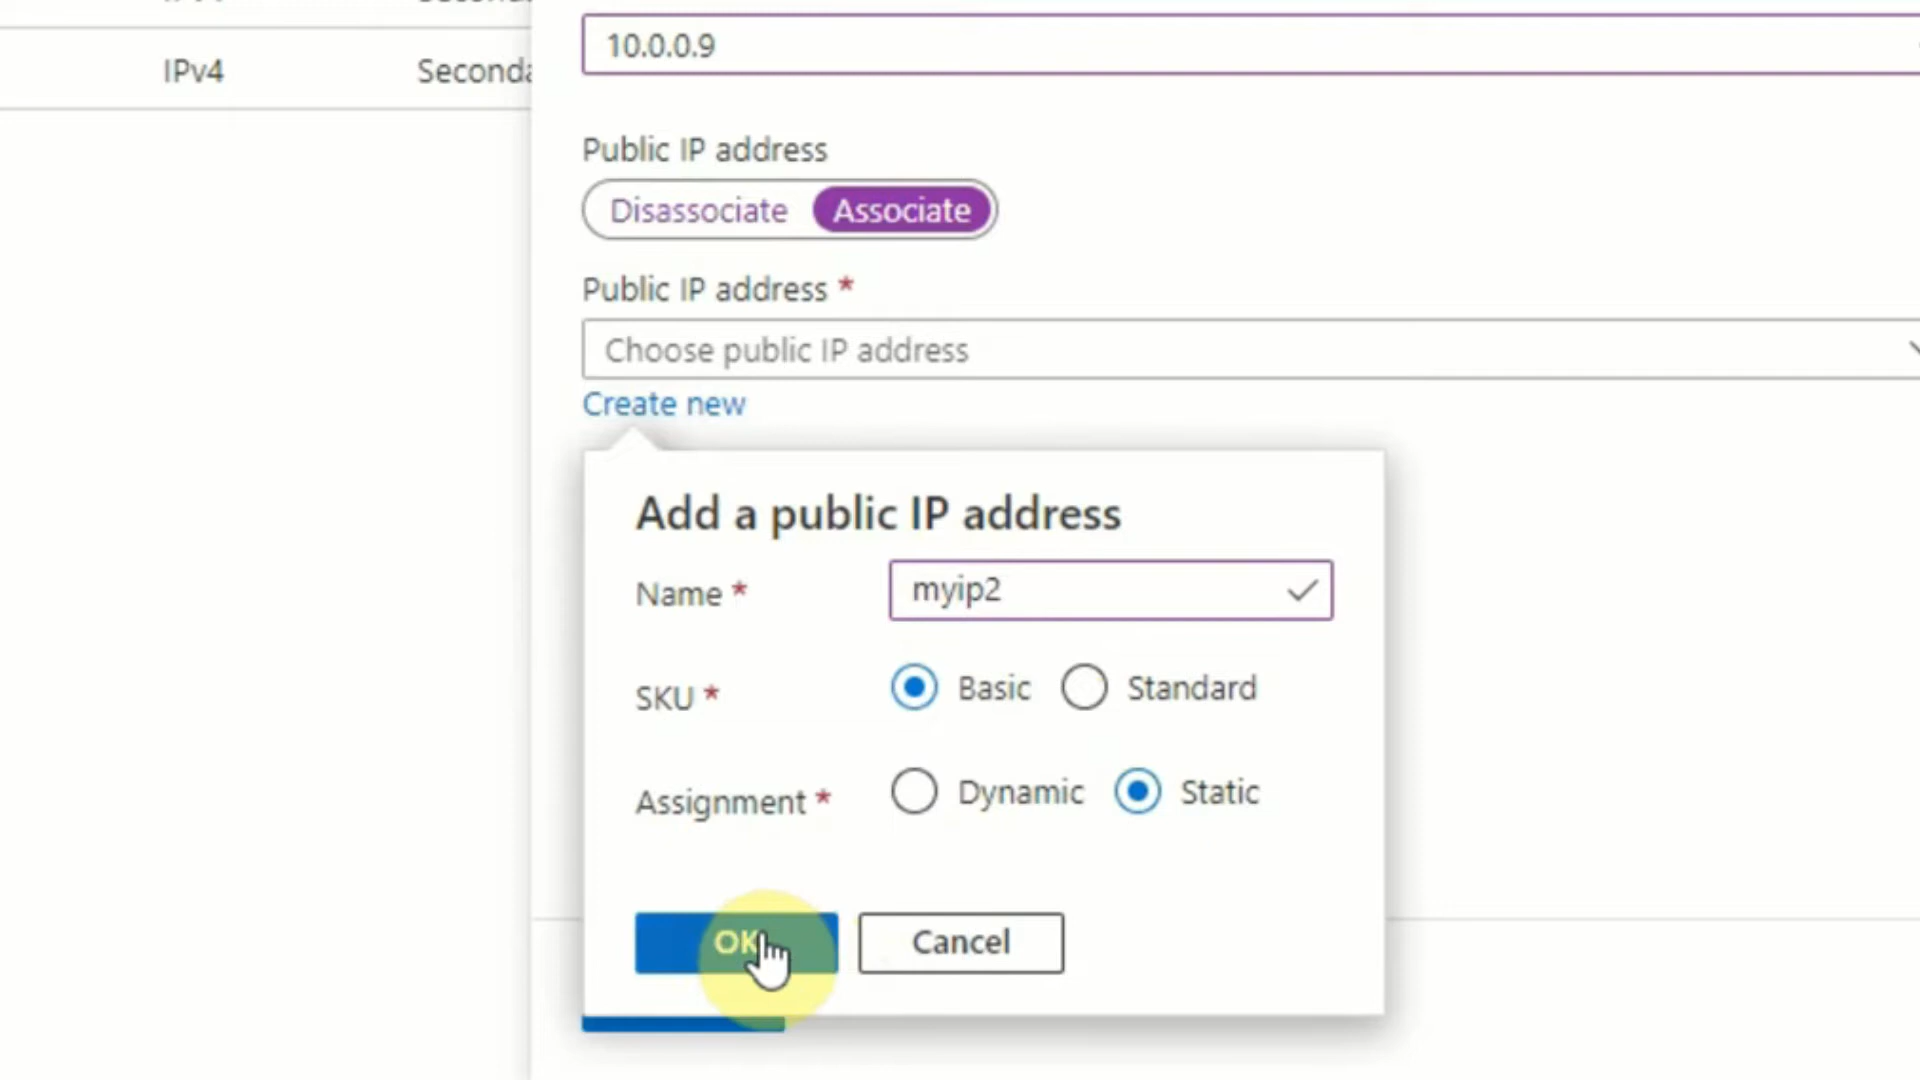 10.0.0.9
IPv4
Public IP address
Disassociate Associate
Public IP address *
Choose public IP address
Create new
Add a public IP address
Name * myip2
SKU * Basic Standard
Assignment * Dynamic Static
OK Cancel